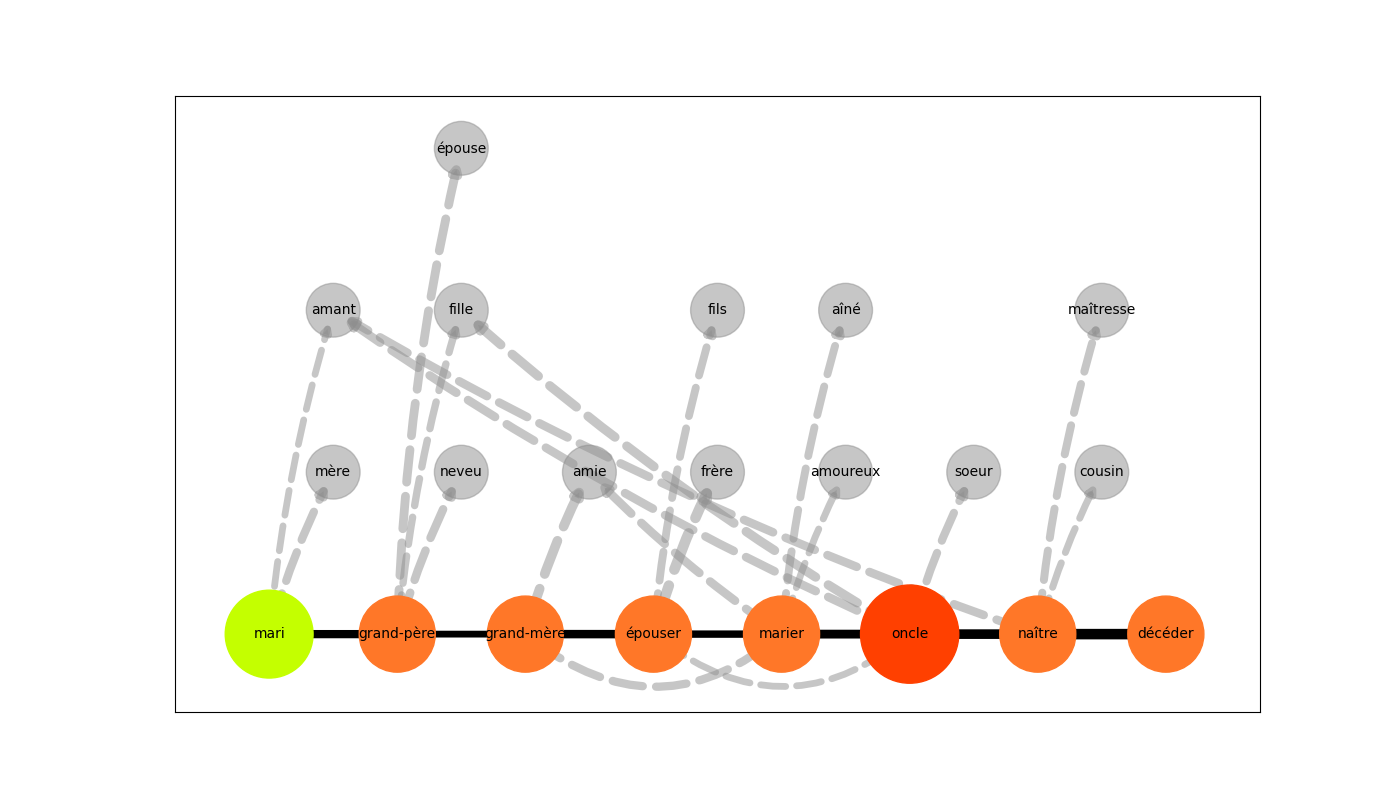 épouse
amant
fille
fils
aîné
maîtresse
mère
neveu
amie
frère
amoureux
soeur
cousin
mari
grand-père
grand-mère
épouser
marier
oncle
naître
décéder